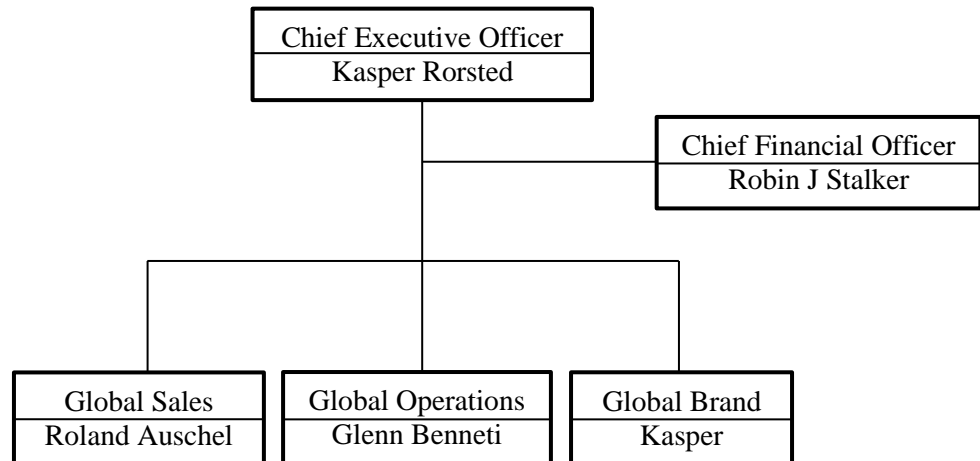 Chief Executive Officer
Kasper Rorsted
Chief Financial Officer
Robin J Stalker
Global Sales
Roland Auschel
Global Operations
Glenn Benneti
Global Brand
Kasper